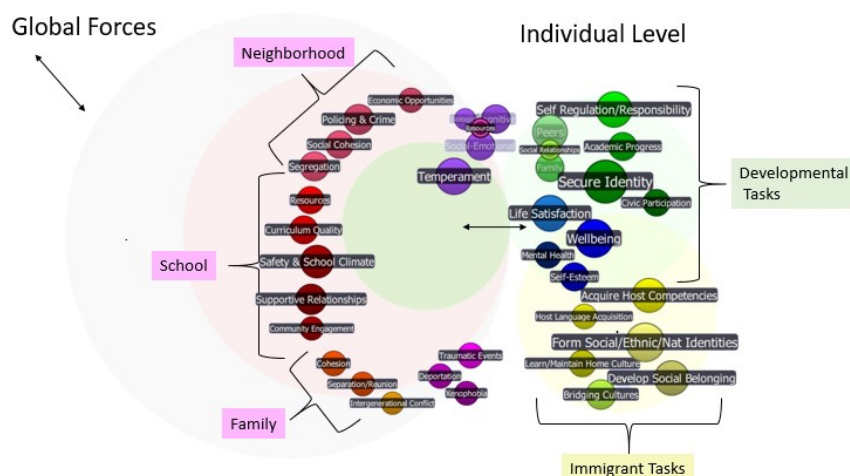 Global Forces
Individual Level
Neighborhood
Economic Opportunities
Policing & Crime
Social Cohesion
Segregation
School
Resources
Curriculum Quality
Safety & School Climate
Supportive Relationships
Community Engagement
Family
Cohesion
Separation/Reunion
Intergenerational Conflict
Traumatic Events
Deportation
Xenophobia
Resources
Social-Emotional
Temperament
Peers
Social Relationships
Family
Self Regulation/Responsibility
Academic Progress
Secure Identity
Civic Participation
Developmental
Tasks
Life Satisfaction
Wellbeing
Mental Health
Self-Esteem
Acquire Host Competencies
Host Language Acquisition
Form Social/Ethnic/Nat Identities
Learn/Maintain Home Culture
Develop Social Belonging
Bridging Cultures
Immigrant Tasks